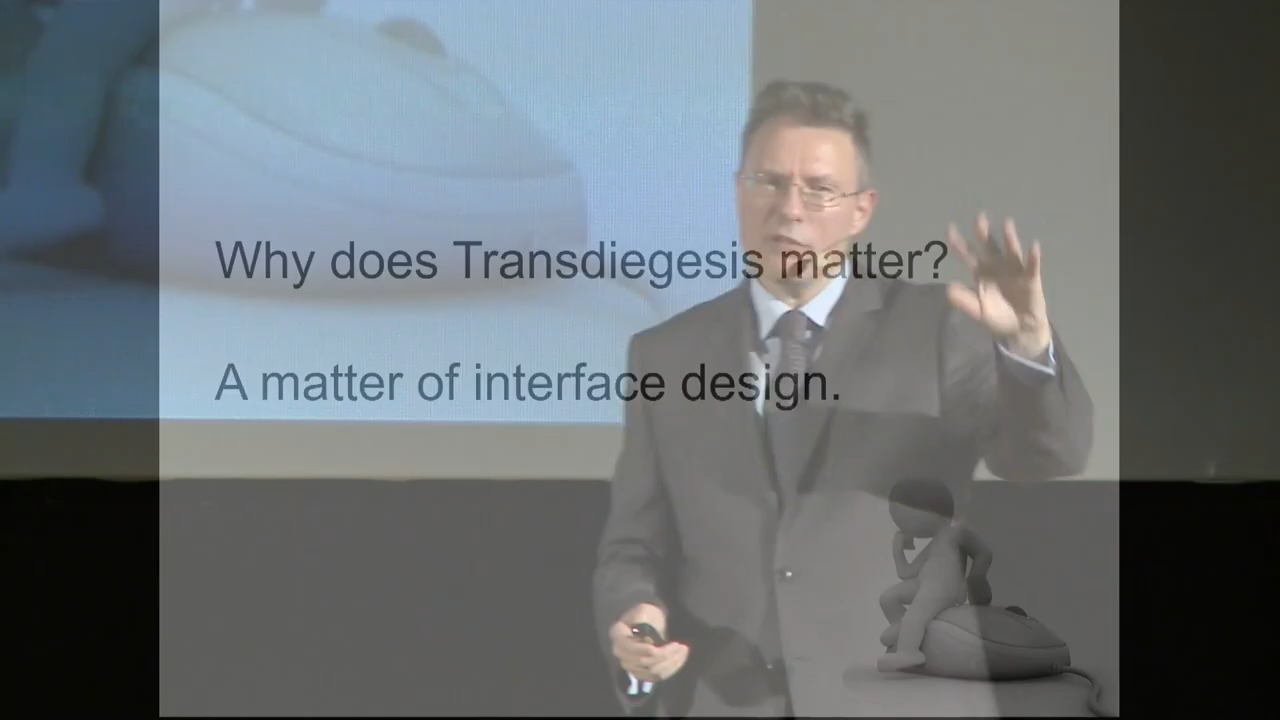 Why does Transdiegesis matter?
A matter of interface design.